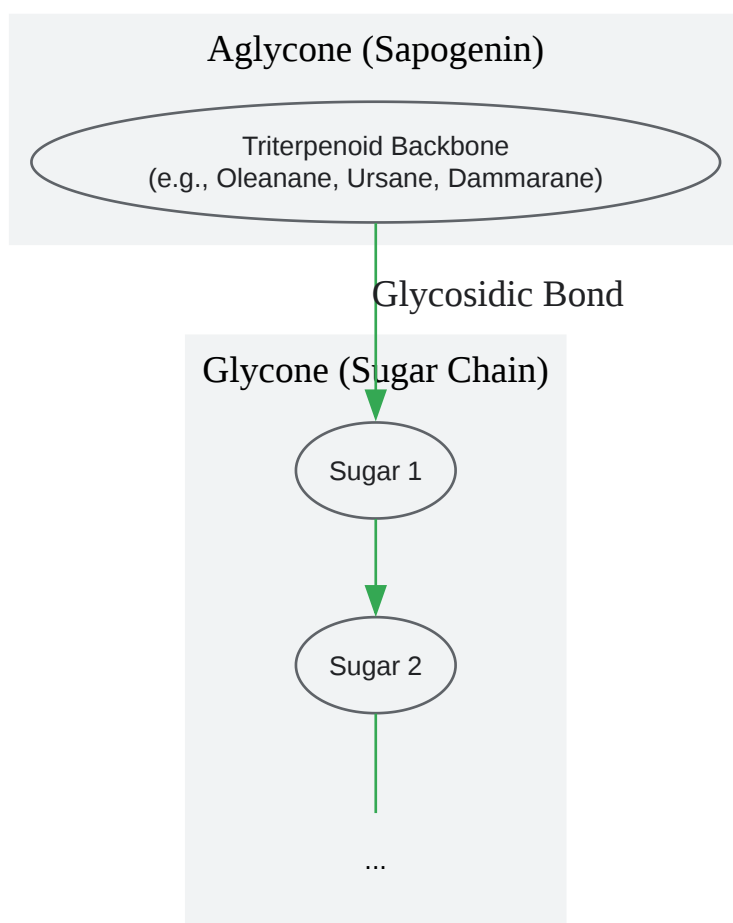 Aglycone (Sapogenin)
Triterpenoid Backbone
(e.g., Oleanane, Ursane, Dammarane)
Glycosidic Bond
Glycone (Sugar Chain)
Sugar 1
Sugar 2
...